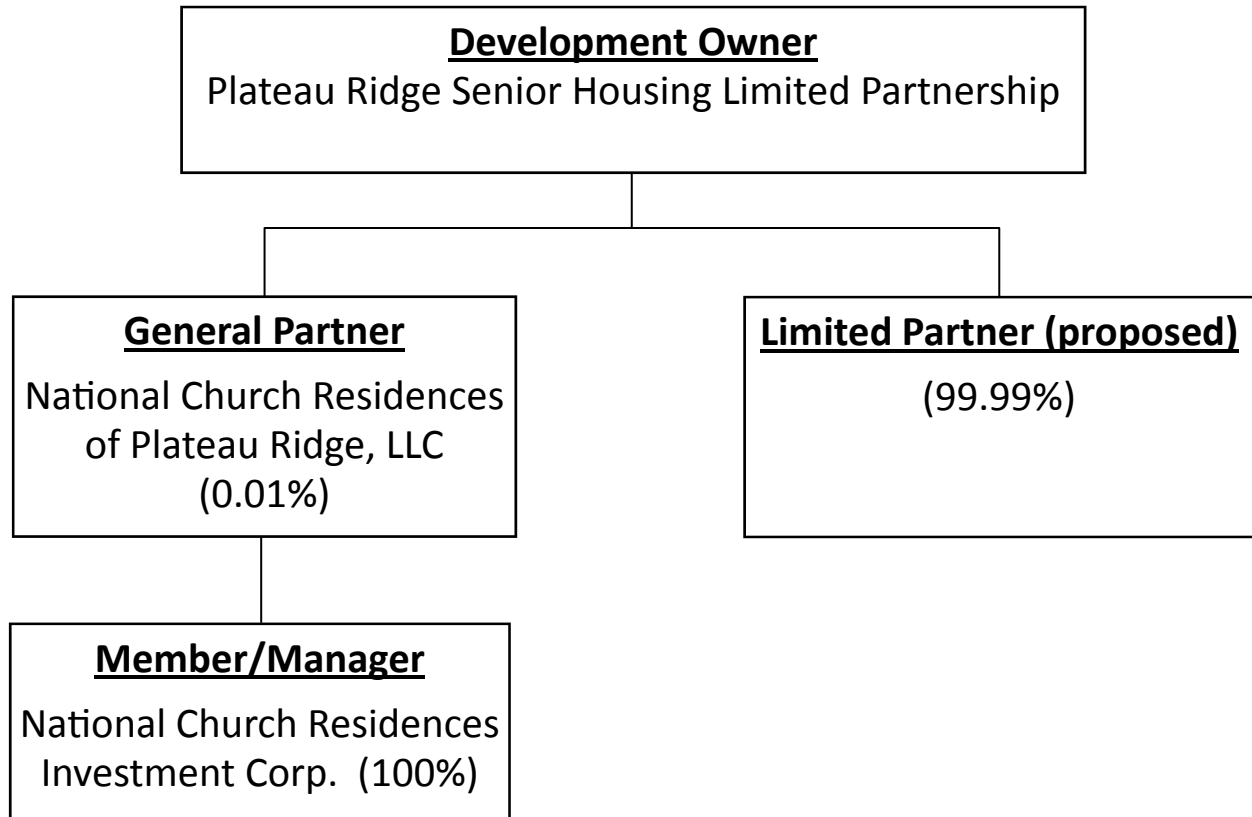 Development Owner
Plateau Ridge Senior Housing Limited Partnership
General Partner
National Church Residences
of Plateau Ridge, LLC
(0.01%)
Limited Partner (proposed)
(99.99%)
Member/Manager
National Church Residences
Investment Corp. (100%)